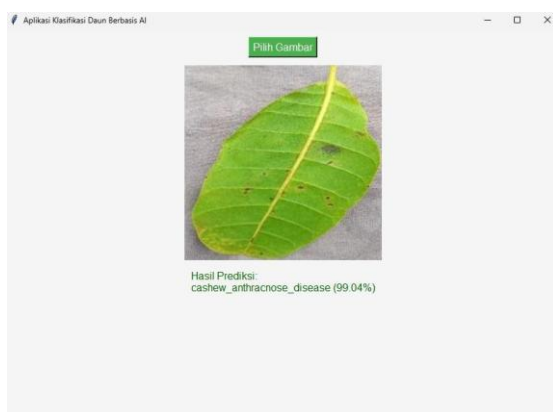 Aplikasi Klasifikasi Daun Berbasis AI
Pilih Gambar
Hasil Prediksi:
cashew_anthracnose_disease (99.04%)